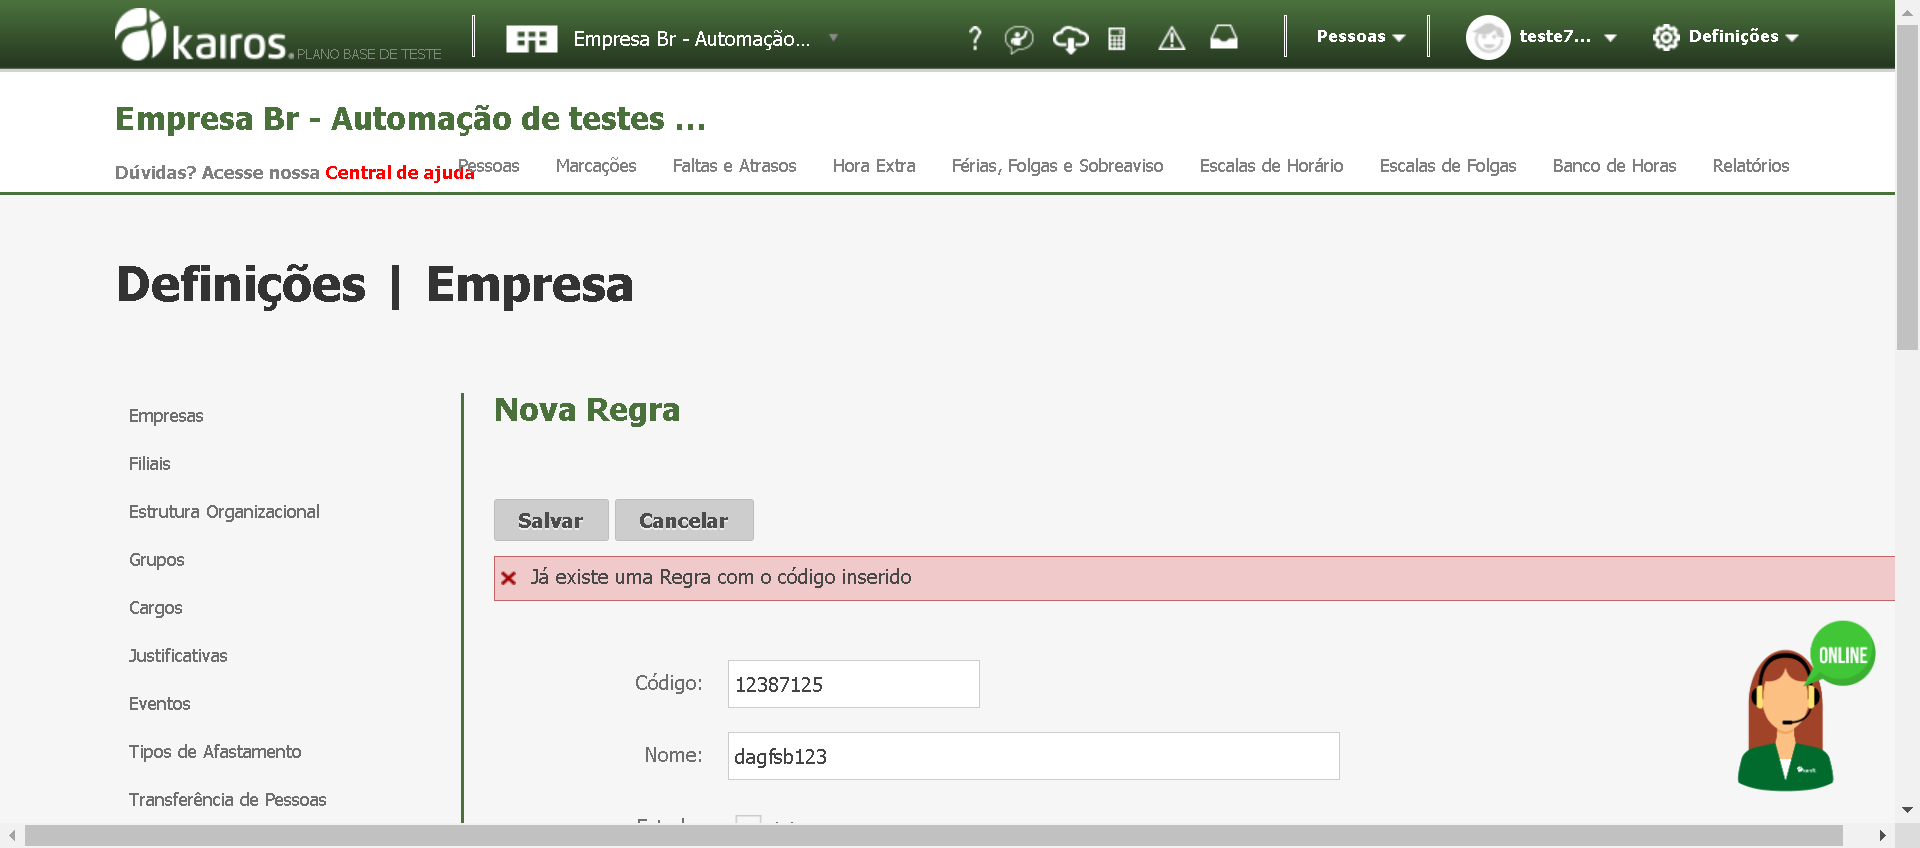 kairos. PLANO BASE DE TESTE
Empresa Br - Automação...
?
Pessoas
teste7...
Definições
Empresa Br - Automação de testes ...
Dúvidas? Acesse nossa Central de ajuda
Pessoas Marcações Faltas e Atrasos Hora Extra Férias, Folgas e Sobreaviso Escalas de Horário Escalas de Folgas Banco de Horas Relatórios
Definições | Empresa
Empresas
Filiais
Estrutura Organizacional
Grupos
Cargos
Justificativas
Eventos
Tipos de Afastamento
Transferência de Pessoas
Nova Regra
Salvar Cancelar
Já existe uma Regra com o código inserido
Código: 12387125
Nome: dagfsb123
ONLINE